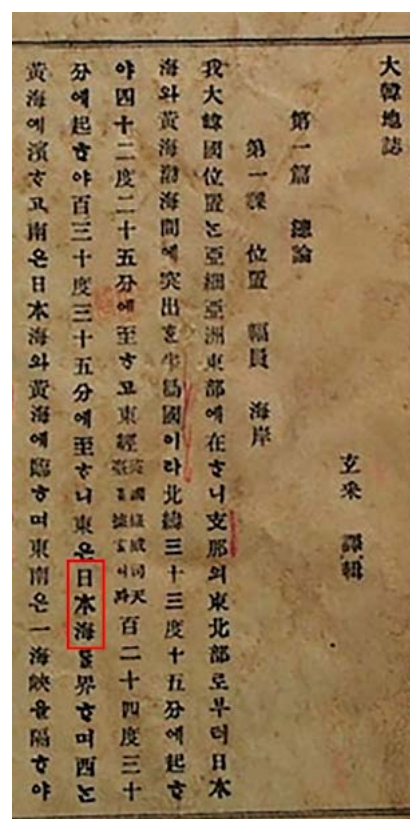 大韓地誌
玄采 譯輯
第一篇 總論
第一課 位置 幅員 海岸
我大韓國位置는亞細亞洲東部에在ᄒᆞ니支那의東北部로부터日本
海와黃海渤海間에突出ᄒᆞᆫ半島國이라北緯三十三度十五分에起ᄒᆞ
야四十二度二十五分에至ᄒᆞ고東經英國綠威司天臺를百二十四度三十
分에起ᄒᆞ야百三十度三十五分에至ᄒᆞ니東은日本海를界ᄒᆞ며西는
黃海에濱ᄒᆞ고南은日本海와黃海에臨ᄒᆞ며東南은一海峽을隔ᄒᆞ야